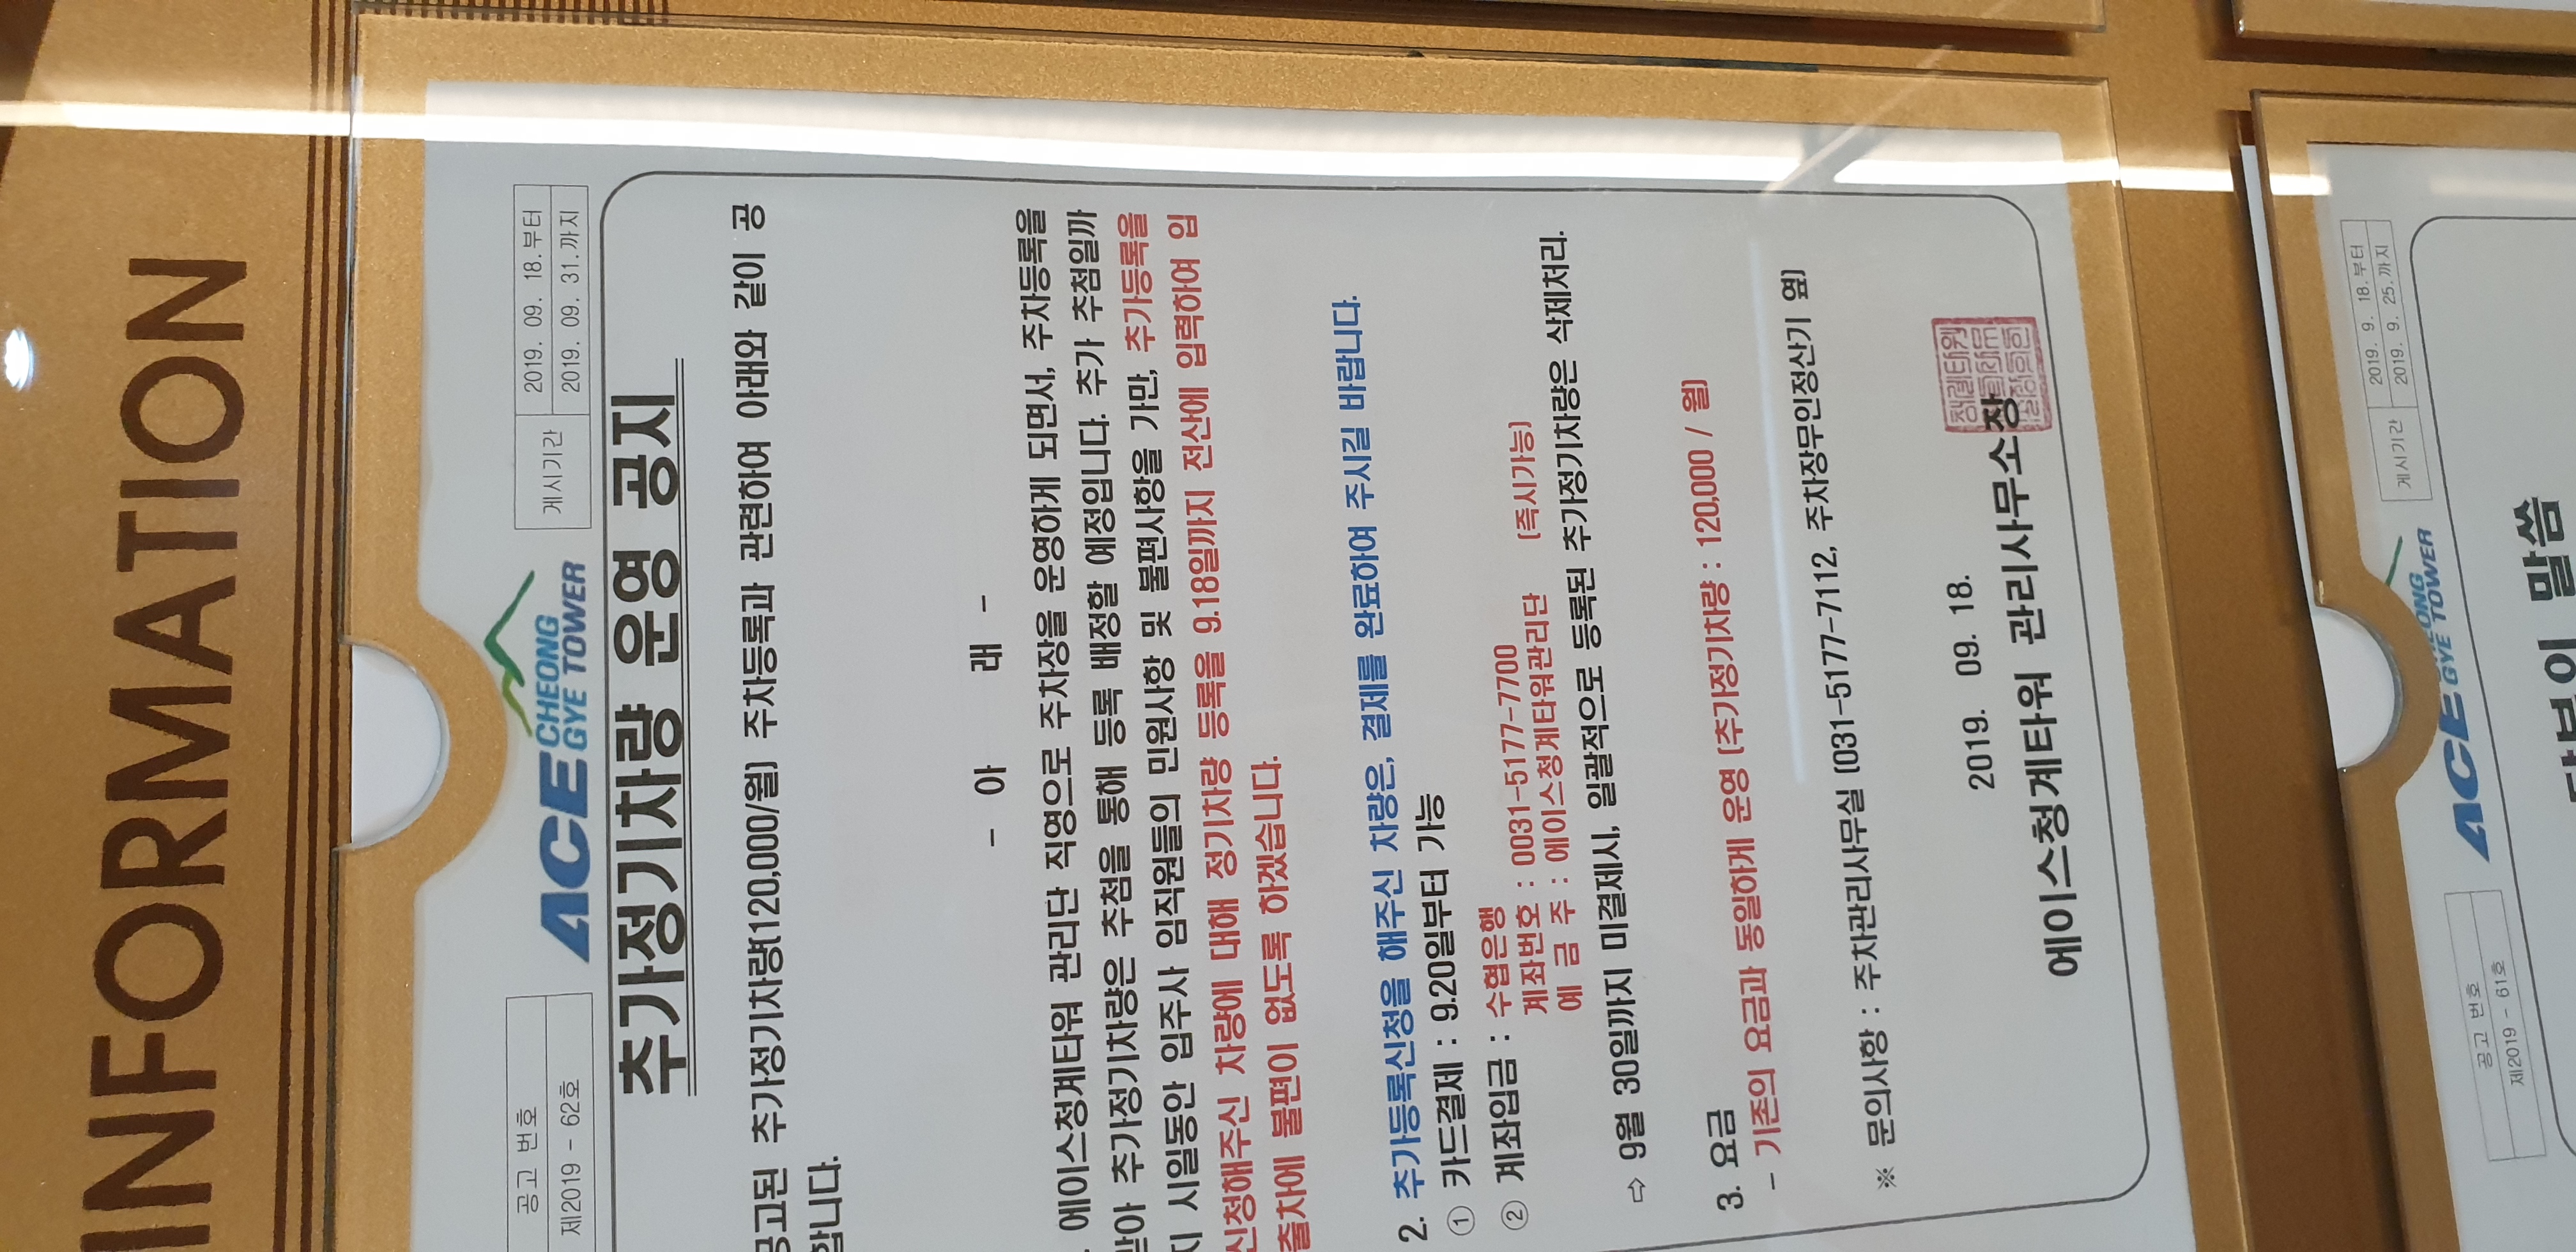 INFORMATION
공고 번호
제2019 - 62호
ACE CHEONG GYE TOWER
게시기간
2019. 09. 18.부터
2019. 09. 31.까지
추가정기차량 운영 공지
공고된 추가정기차량(120,000/월) 주차등록과 관련하여 아래와 같이 공
합니다.
- 아 래 -
. 에이스청계타워 관리단 직영으로 주차장을 운영하게 되면서, 주차등록을
받아 추가정기차량은 추첨을 통해 등록 배정할 예정입니다. 추가 추첨일까
지 시일동안 입주사 임직원들의 민원사항 및 불편사항을 가만, 추가등록을
신청해주신 차량에 대해 정기차량 등록을 9.18일까지 전산에 입력하여 입
출차에 불편이 없도록 하겠습니다.
2. 추가등록신청을 해주신 차량은, 결제를 완료하여 주시길 바랍니다.
① 카드결제 : 9.20일부터 가능
② 계좌입금 : 수협은행
계좌번호 : 0031-5177-7700
예 금 주 : 에이스청계타워관리단 (즉시가능)
⇨ 9월 30일까지 미결제시, 일괄적으로 등록된 추가정기차량은 삭제처리.
3. 요금
- 기존의 요금과 동일하게 운영 (추가정기차량 : 120,000 / 월)
※ 문의사항 : 주차관리사무실 (031-5177-7112, 주차장무인정산기 옆)
2019. 09. 18.
에이스청계타워 관리사무소장
공고 번호
제2019 - 61호
ACE CHEONG GYE TOWER
게시기간
2019. 9. 18.부터
2019. 9. 25.까지
말씀